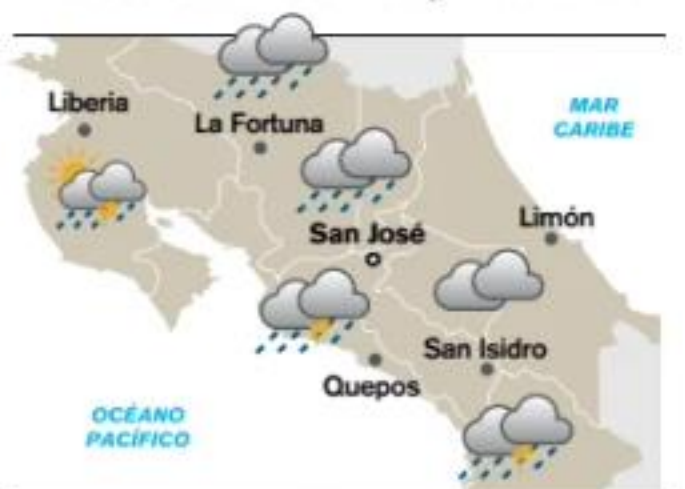 Liberia
La Fortuna
MAR
CARIBE
San José
Limón
San Isidro
Quepos
OCÉANO
PACÍFICO